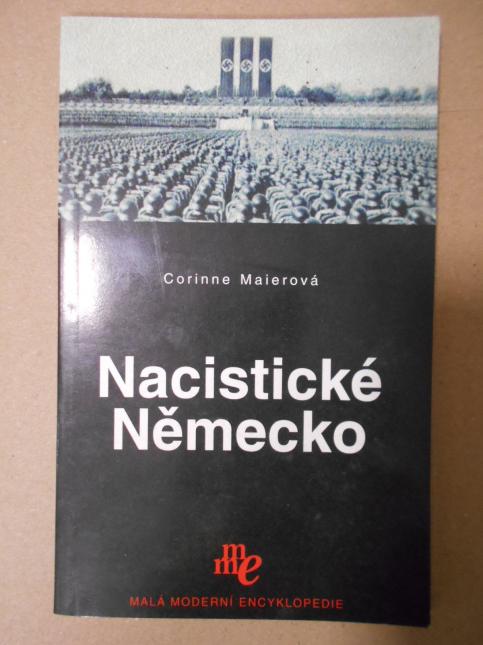 Corinne Maierová
Nacistické
Německo
mme
MALÁ MODERNÍ ENCYKLOPEDIE